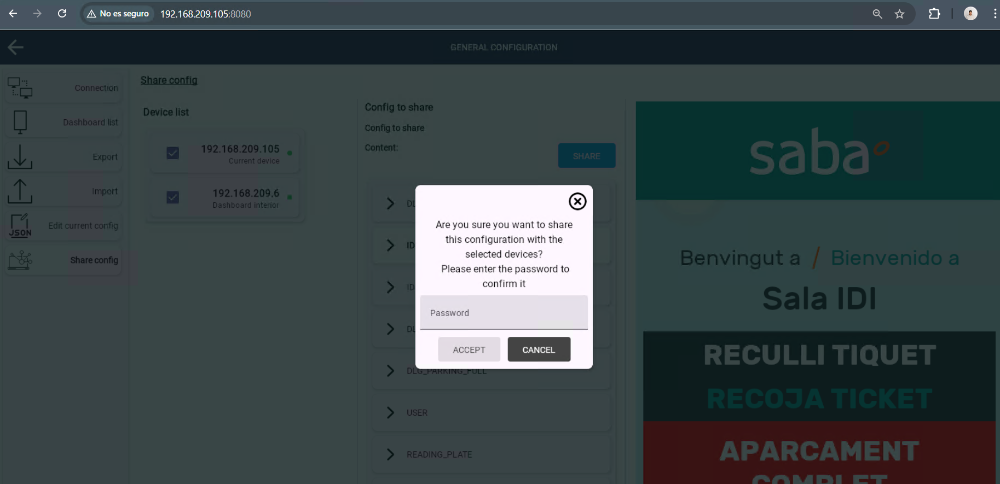 No es seguro
192.168.209.105:8080
GENERAL CONFIGURATION
Connection
Dashboard list
Export
Import
JSON
Edit current config
Share config
Share config
Device list
192.168.209.105
Current device
192.168.209.6
Dashboard interior
Config to share
Config to share
Content:
SHARE
DL
ID
ID
DL
DLG_PARKING_FULL
USER
READING_PLATE
Are you sure you want to share
this configuration with the
selected devices?
Please enter the password to
confirm it
Password
ACCEPT
CANCEL
saba
Benvingut a / Bienvenido a
Sala IDI
RECULLI TIQUET
RECOJA TICKET
APARCAMENT
COMPLET